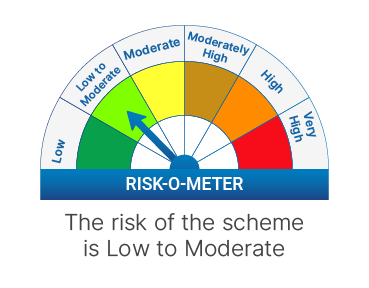 Low
Low to
Moderate
Moderate
Moderately
High
High
Very
High
RISK-O-METER
The risk of the scheme
is Low to Moderate